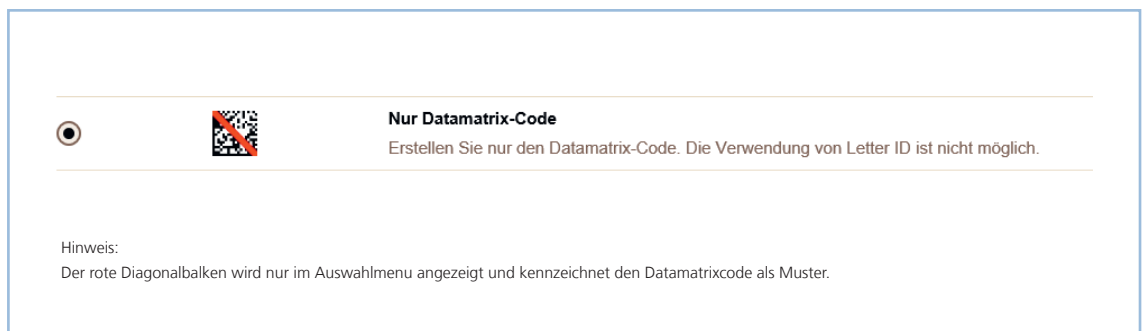 Nur Datamatrix-Code
Erstellen Sie nur den Datamatrix-Code. Die Verwendung von Letter ID ist nicht möglich.
Hinweis:
Der rote Diagonalbalken wird nur im Auswahlmenu angezeigt und kennzeichnet den Datamatrixcode als Muster.